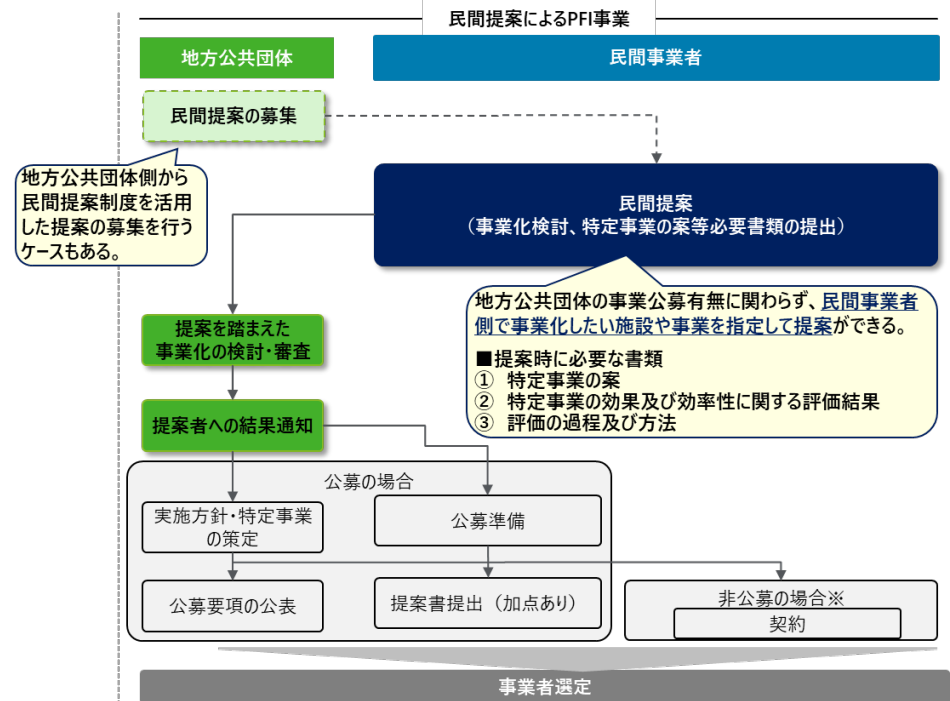 民間提案によるPFI事業
地方公共団体
民間事業者
民間提案の募集
地方公共団体側から
民間提案制度を活用
した提案の募集を行う
ケースもある。
民間提案
（事業化検討、特定事業の案等必要書類の提出）
地方公共団体の事業公募有無に関わらず、民間事業者
側で事業化したい施設や事業を指定して提案ができる。
■提案時に必要な書類
① 特定事業の案
② 特定事業の効果及び効率性に関する評価結果
③ 評価の過程及び方法
提案を踏まえた
事業化の検討・審査
提案者への結果通知
公募の場合
実施方針・特定事業
の策定
公募準備
公募要項の公表
提案書提出（加点あり）
非公募の場合※
契約
事業者選定